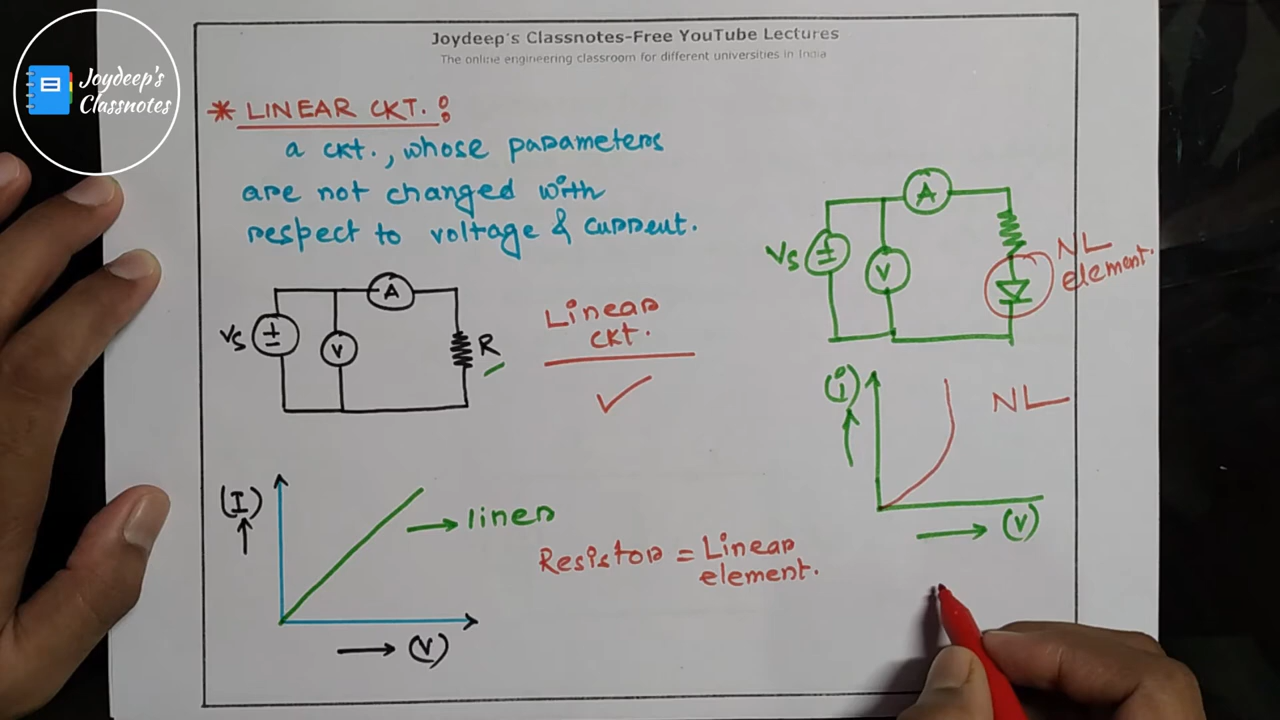 Joydeep's
Classnotes
Joydeep's Classnotes-Free YouTube Lectures
The online engineering classroom for different universities in India
* LINEAR CKT. :
a ckt., whose parameters
are not changed with
respect to voltage & current.
A
Vs
±
V
R
Linear
ckt.
A
Vs
±
V
NL
element.
(I)
linear
(V)
(i)
NL
(V)
Resistor = Linear
element.